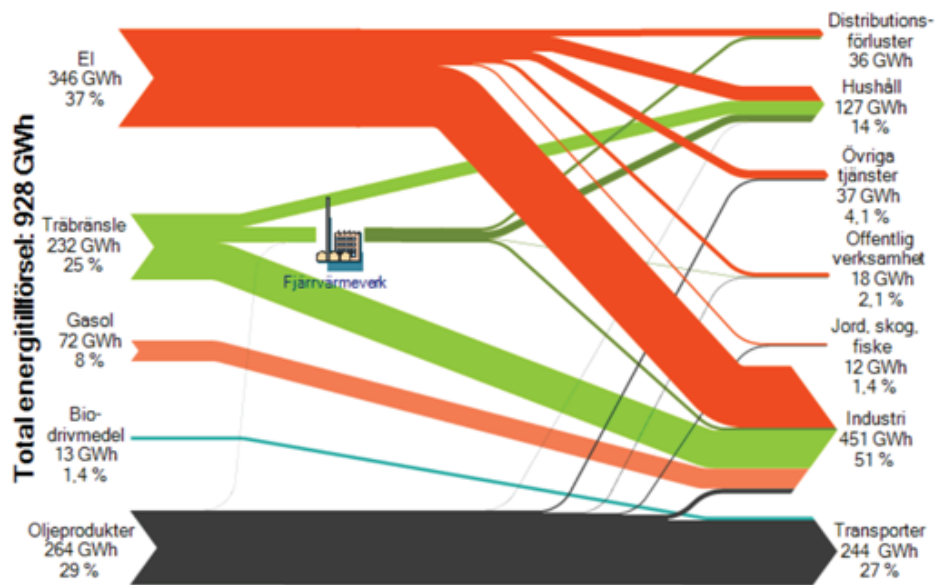 Total energitillförsel: 928 GWh
El
346 GWh
37 %
Träbränsle
232 GWh
25 %
Gasol
72 GWh
8 %
Bio-
drivmedel
13 GWh
1,4 %
Oljeprodukter
264 GWh
29 %
Fjärrvärmeverk
Distributions-
förluster
36 GWh
Hushåll
127 GWh
14 %
Övriga
tjänster
37 GWh
4,1 %
Offentlig
verksamhet
18 GWh
2,1 %
Jord, skog,
fiske
12 GWh
1,4 %
Industri
451 GWh
51 %
Transporter
244 GWh
27 %